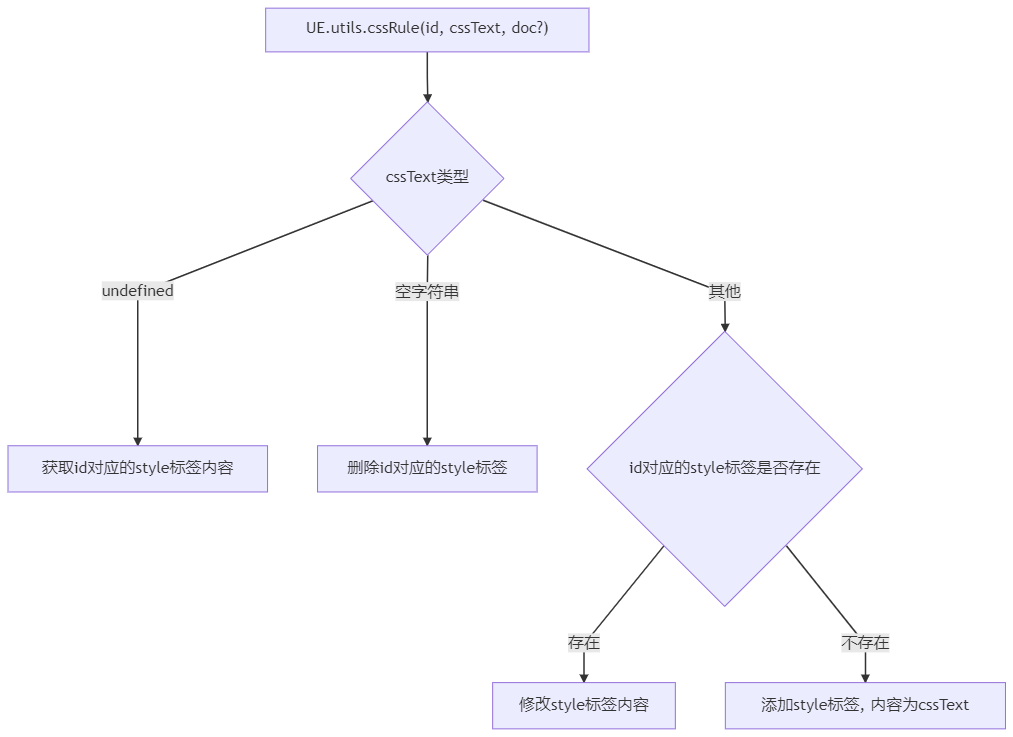 UE.utils.cssRule(id, cssText, doc?)
cssText类型
undefined
空字符串
其他
获取id对应的style标签内容
删除id对应的style标签
id对应的style标签是否存在
存在
不存在
修改style标签内容
添加style标签, 内容为cssText